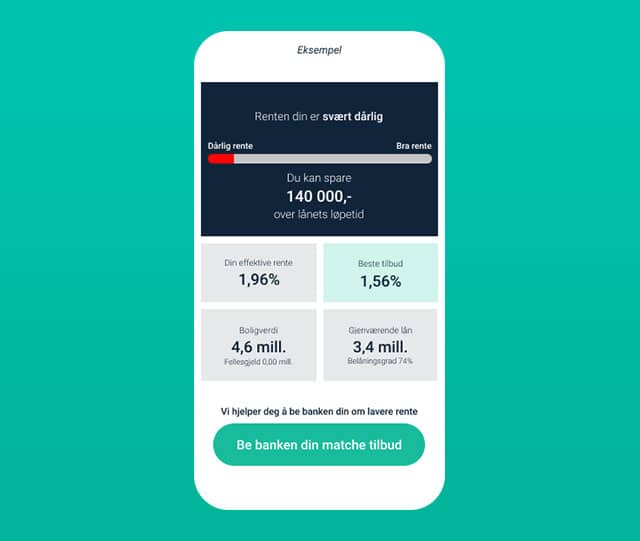 Eksempel
Renten din er svært dårlig
Dårlig rente Bra rente
Du kan spare
140 000,-
over lånets løpetid
Din effektive rente
1,96%
Beste tilbud
1,56%
Boligverdi
4,6 mill.
Fellesgjeld 0,00 mill.
Gjenværende lån
3,4 mill.
Belåningsgrad 74%
Vi hjelper deg å be banken din om lavere rente
Be banken din matche tilbud